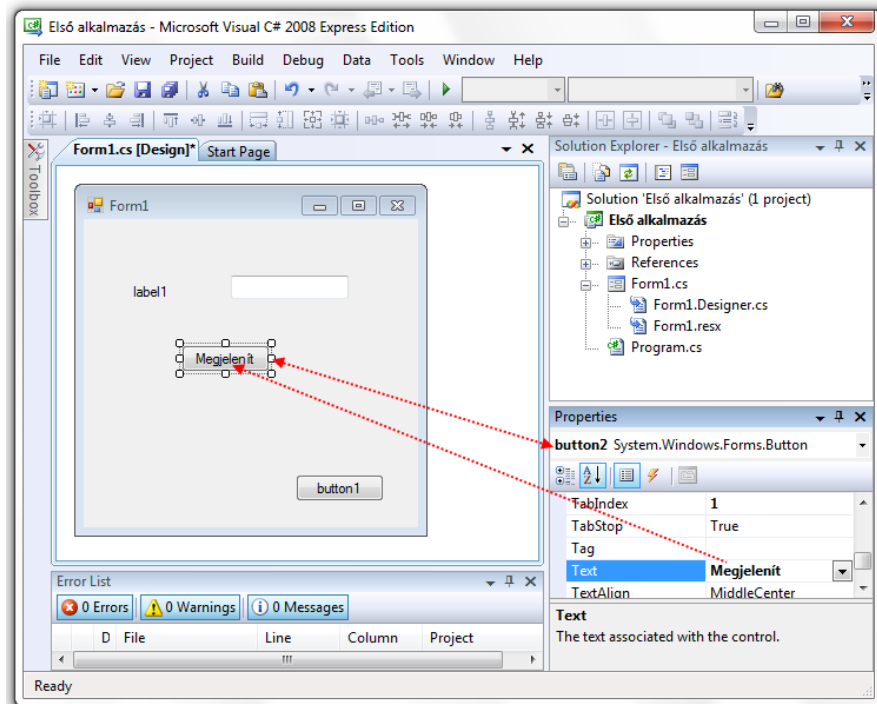 Első alkalmazás - Microsoft Visual C# 2008 Express Edition
File Edit View Project Build Debug Data Tools Window Help
Toolbox
Form1.cs [Design]* Start Page
Form1
label1
Megjelenít
button1
Solution Explorer - Első alkalmazás
Solution 'Első alkalmazás' (1 project)
Első alkalmazás
Properties
References
Form1.cs
Form1.Designer.cs
Form1.resx
Program.cs
Properties
button2 System.Windows.Forms.Button
TabIndex 1
TabStop True
Tag
Text Megjelenít
TextAlign MiddleCenter
Text
The text associated with the control.
Error List
0 Errors 0 Warnings 0 Messages
D File Line Column Project
Ready